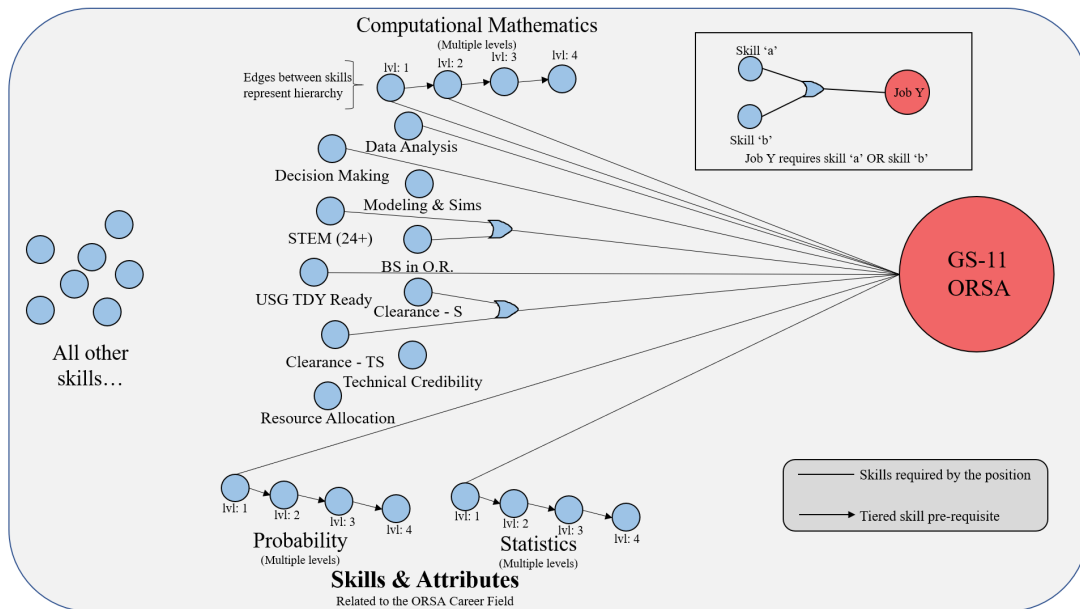 Computational Mathematics
(Multiple levels)
lvl: 1
lvl: 2
lvl: 3
lvl: 4
Edges between skills
represent hierarchy
Skill 'a'
Skill 'b'
Job Y
Job Y requires skill 'a' OR skill 'b'
Data Analysis
Decision Making
Modeling & Sims
STEM (24+)
BS in O.R.
USG TDY Ready
Clearance - S
Clearance - TS
Technical Credibility
Resource Allocation
All other
skills…
GS-11
ORSA
lvl: 1
lvl: 2
lvl: 3
lvl: 4
Probability
(Multiple levels)
lvl: 1
lvl: 2
lvl: 3
lvl: 4
Statistics
(Multiple levels)
Skills & Attributes
Related to the ORSA Career Field
Skills required by the position
Tiered skill pre-requisite